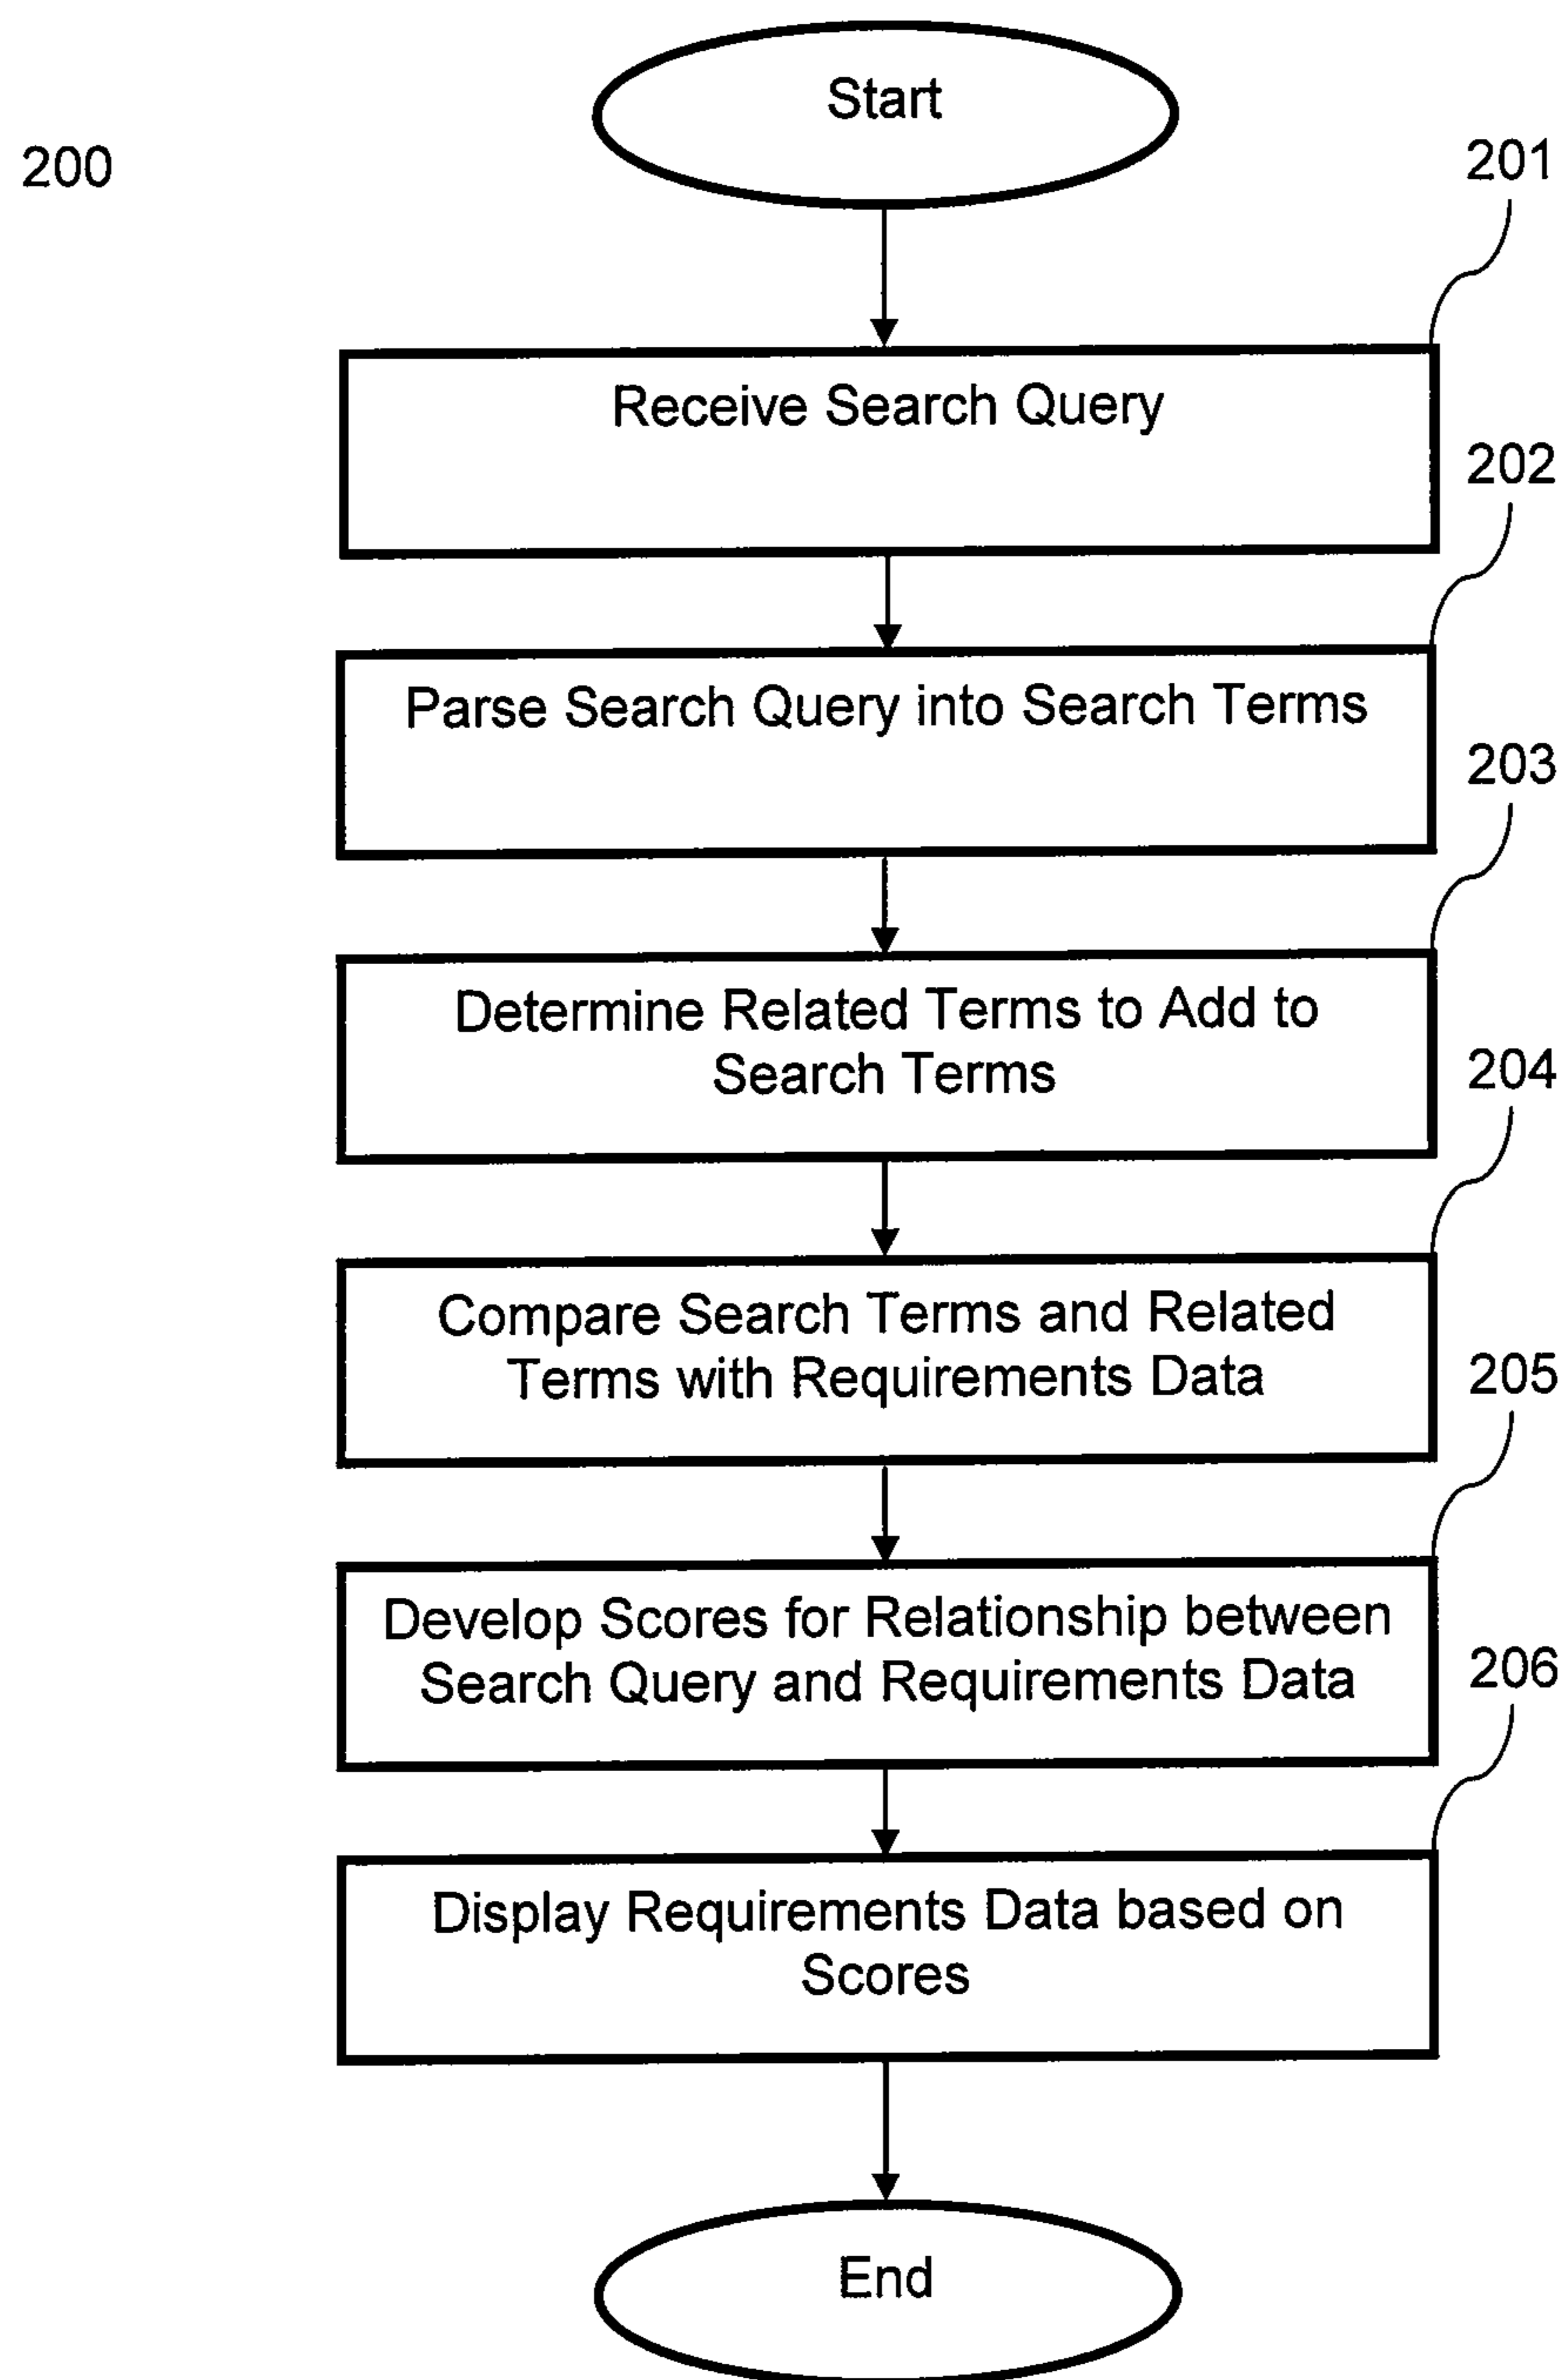 Start
200
201
Receive Search Query
202
Parse Search Query into Search Terms
203
Determine Related Terms to Add to
Search Terms
204
Compare Search Terms and Related
Terms with Requirements Data
205
Develop Scores for Relationship between
Search Query and Requirements Data
206
Display Requirements Data based on
Scores
End